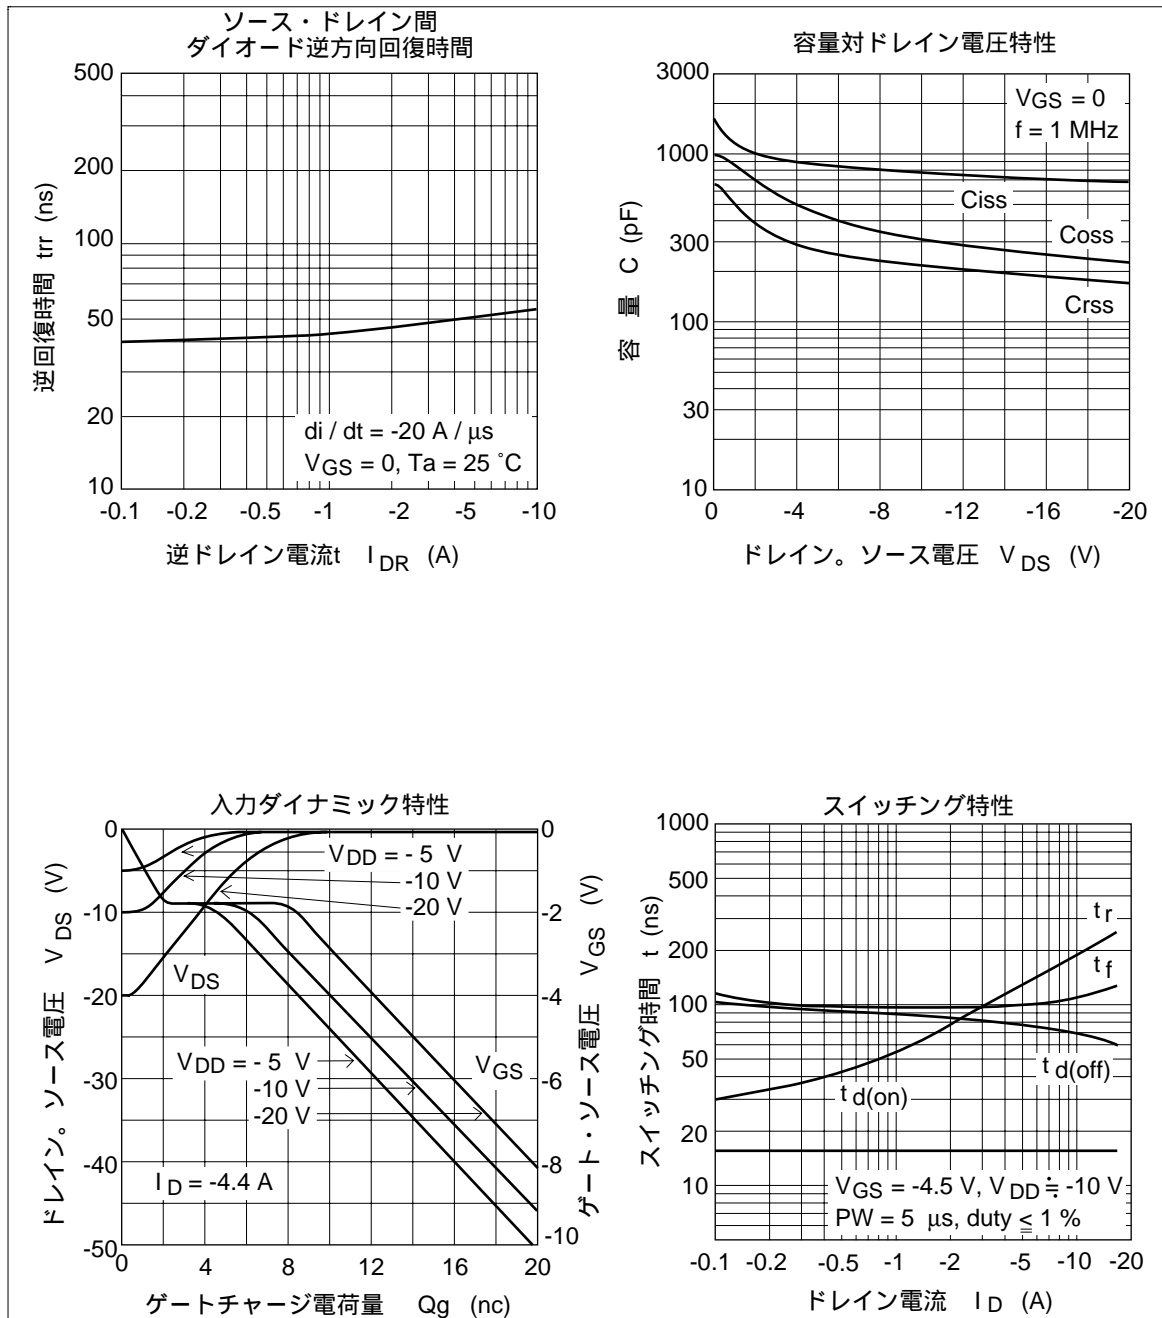 ソース・ドレイン間
ダイオード逆方向回復時間
500
200
100
50
20
10
逆回復時間 trr (ns)
di / dt = -20 A / μs
VGS = 0, Ta = 25 °C
-0.1 -0.2 -0.5 -1 -2 -5 -10
逆ドレイン電流t I DR (A)
容量対ドレイン電圧特性
3000
1000
300
100
30
10
容 量 C (pF)
VGS = 0
f = 1 MHz
Ciss
Coss
Crss
0 -4 -8 -12 -16 -20
ドレイン。ソース電圧 V DS (V)
入力ダイナミック特性
0
-10
-20
-30
-40
-50
ドレイン。ソース電圧 V DS (V)
VDD = - 5 V
-10 V
-20 V
VDS
VDD = - 5 V
-10 V
-20 V
VGS
I D = -4.4 A
0
-2
-4
-6
-8
-10
ゲート・ソース電圧 V GS (V)
0 4 8 12 16 20
ゲートチャージ電荷量 Qg (nc)
スイッチング特性
1000
500
200
100
50
20
10
スイッチング時間 t (ns)
t r
t f
t d(off)
t d(on)
VGS = -4.5 V, VDD ≒ -10 V
PW = 5 μs, duty ≦ 1 %
-0.1 -0.2 -0.5 -1 -2 -5 -10 -20
ドレイン電流 I D (A)